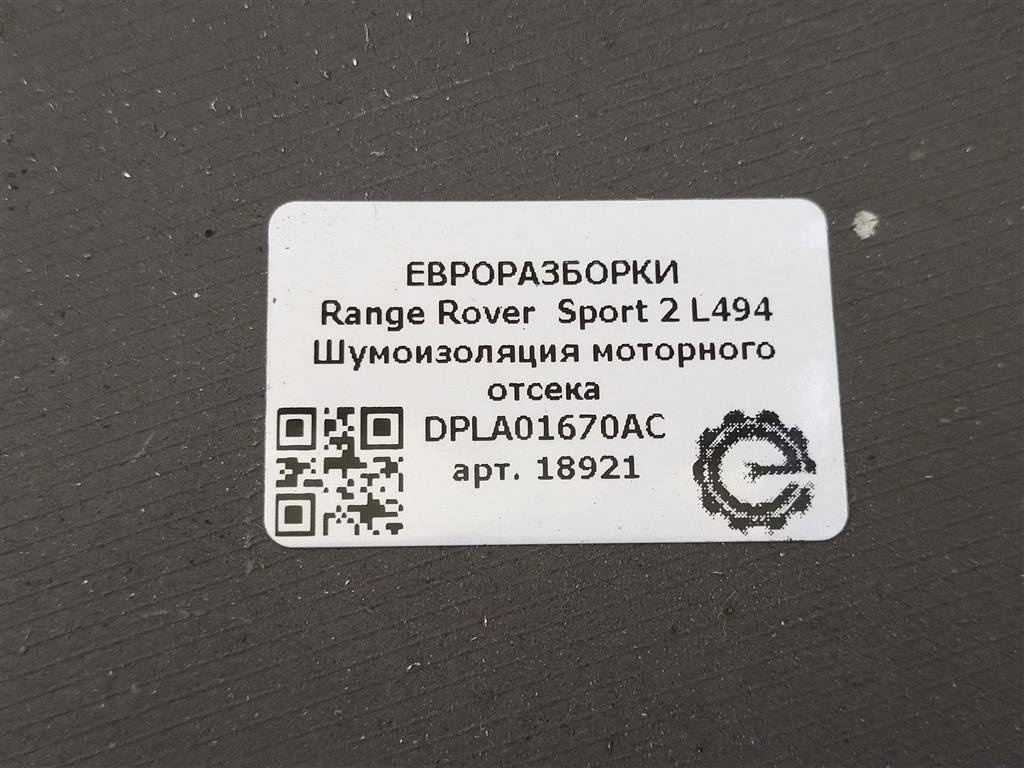 ЕВРОРАЗБОРКИ
Range Rover Sport 2 L494
Шумоизоляция моторного
отсека
DPLA01670AC
арт. 18921